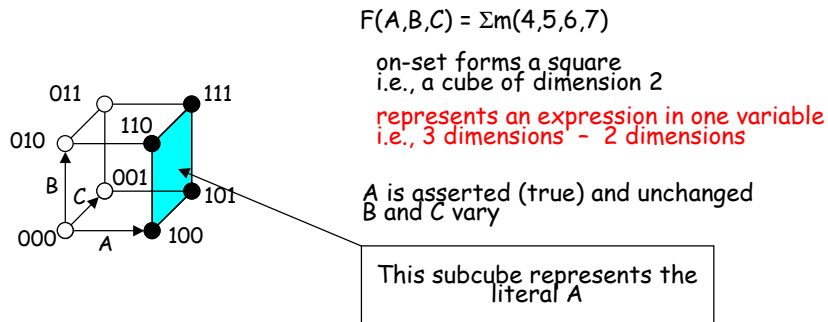 F(A,B,C) = Σm(4,5,6,7)
on-set forms a square
i.e., a cube of dimension 2
represents an expression in one variable
i.e., 3 dimensions – 2 dimensions
A is asserted (true) and unchanged
B and C vary
This subcube represents the
literal A
011
111
110
010
B
C
001
101
000
A
100